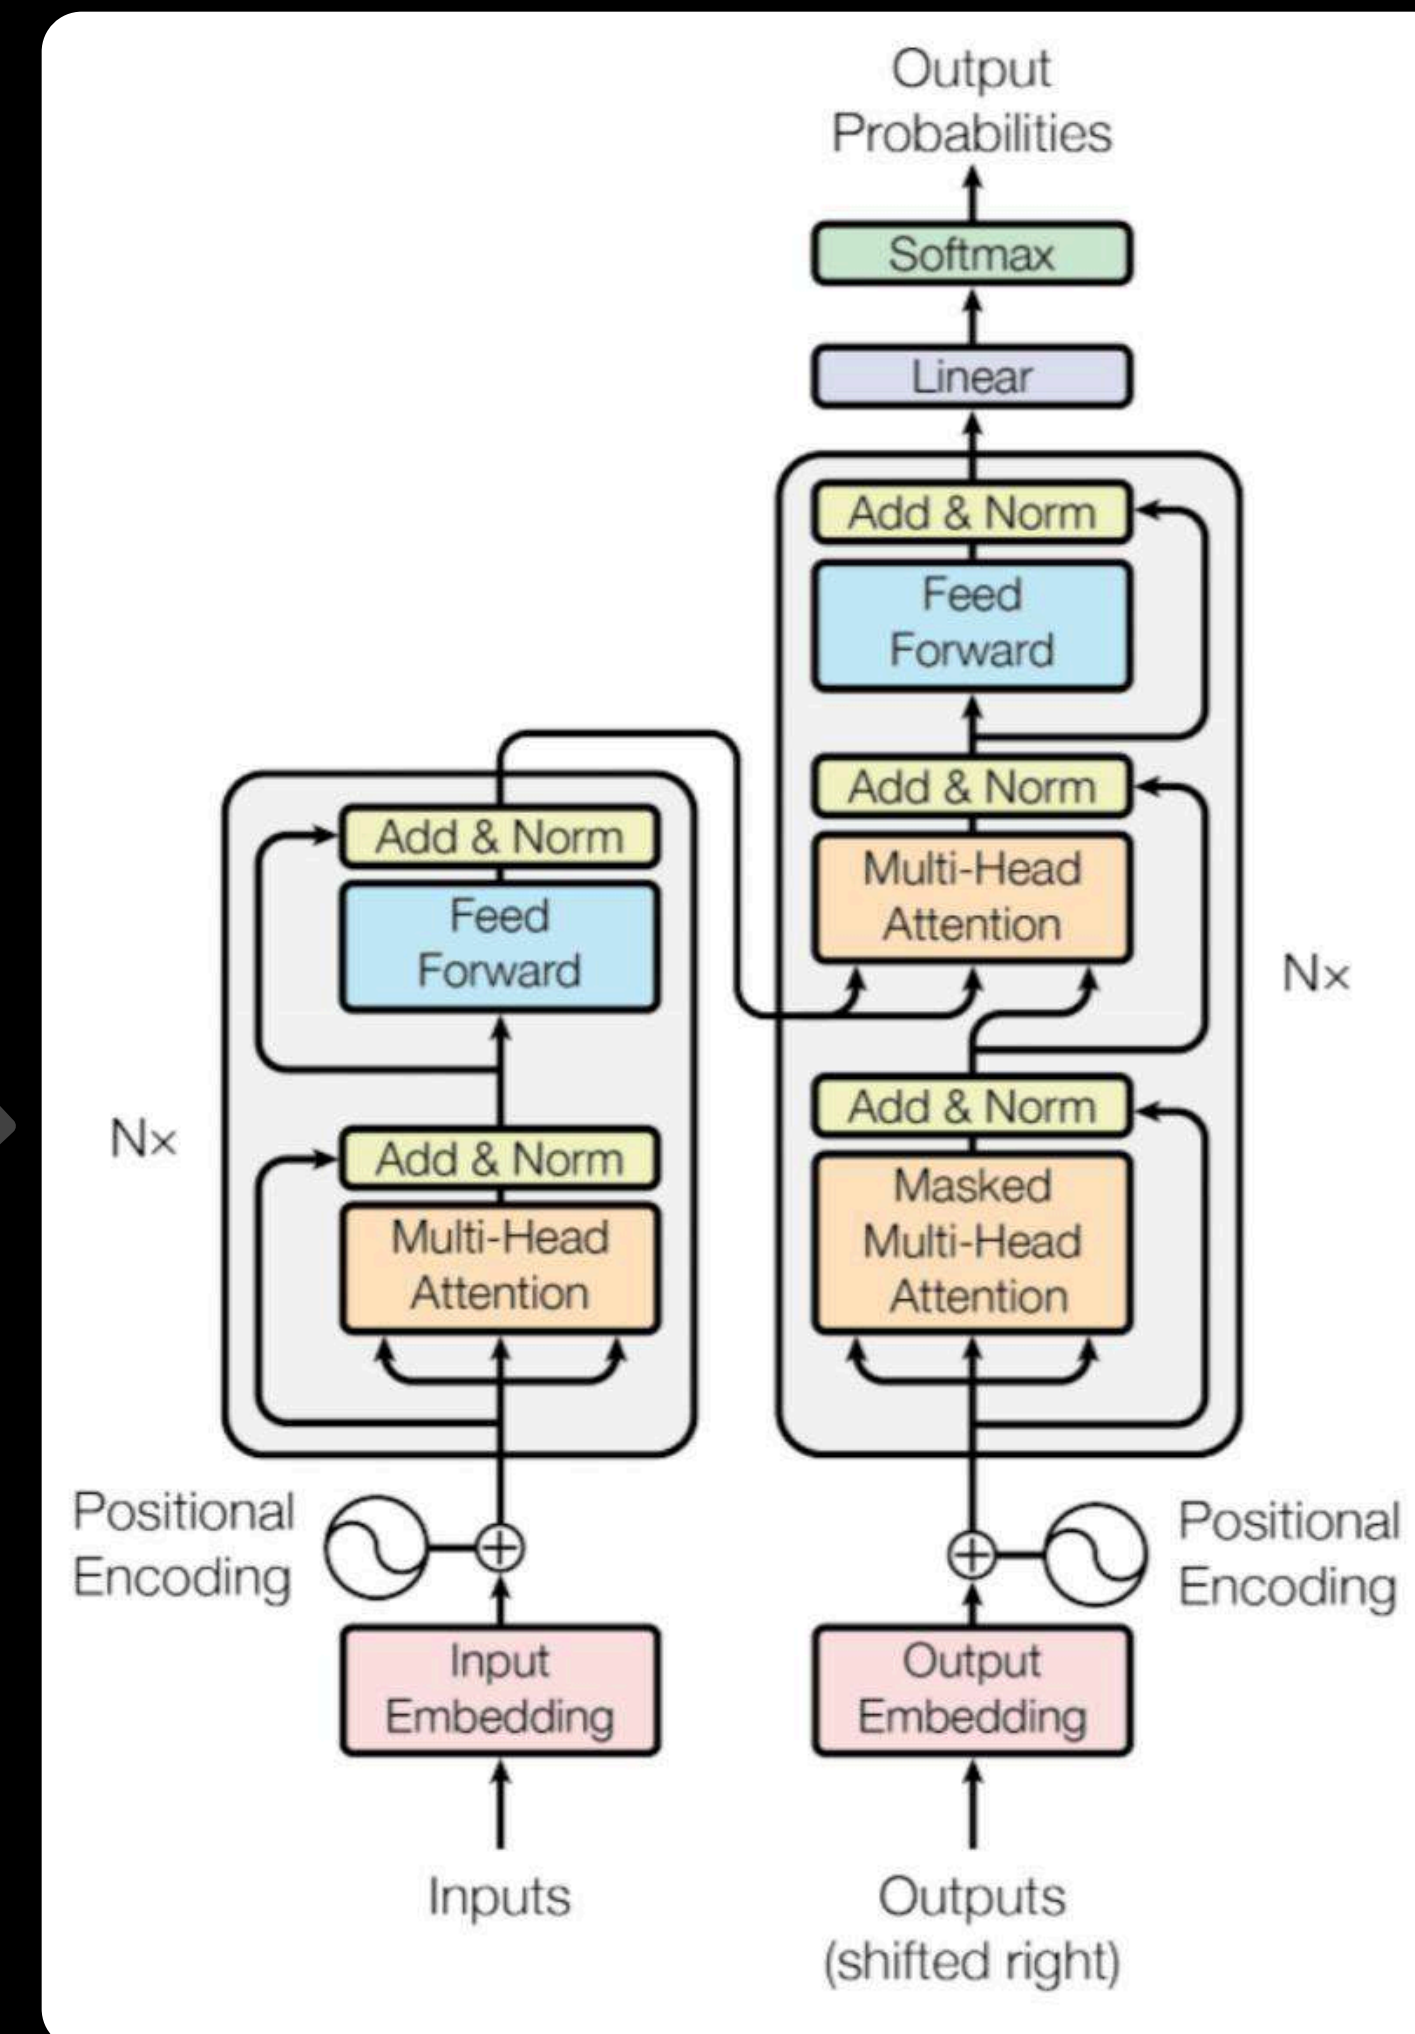 Output
Probabilities
Softmax
Linear
Add & Norm
Feed
Forward
Add & Norm
Multi-Head
Attention
Nx
Add & Norm
Masked
Multi-Head
Attention
Add & Norm
Feed
Forward
Nx
Add & Norm
Multi-Head
Attention
Positional
Encoding
Positional
Encoding
Input
Embedding
Output
Embedding
Inputs
Outputs
(shifted right)